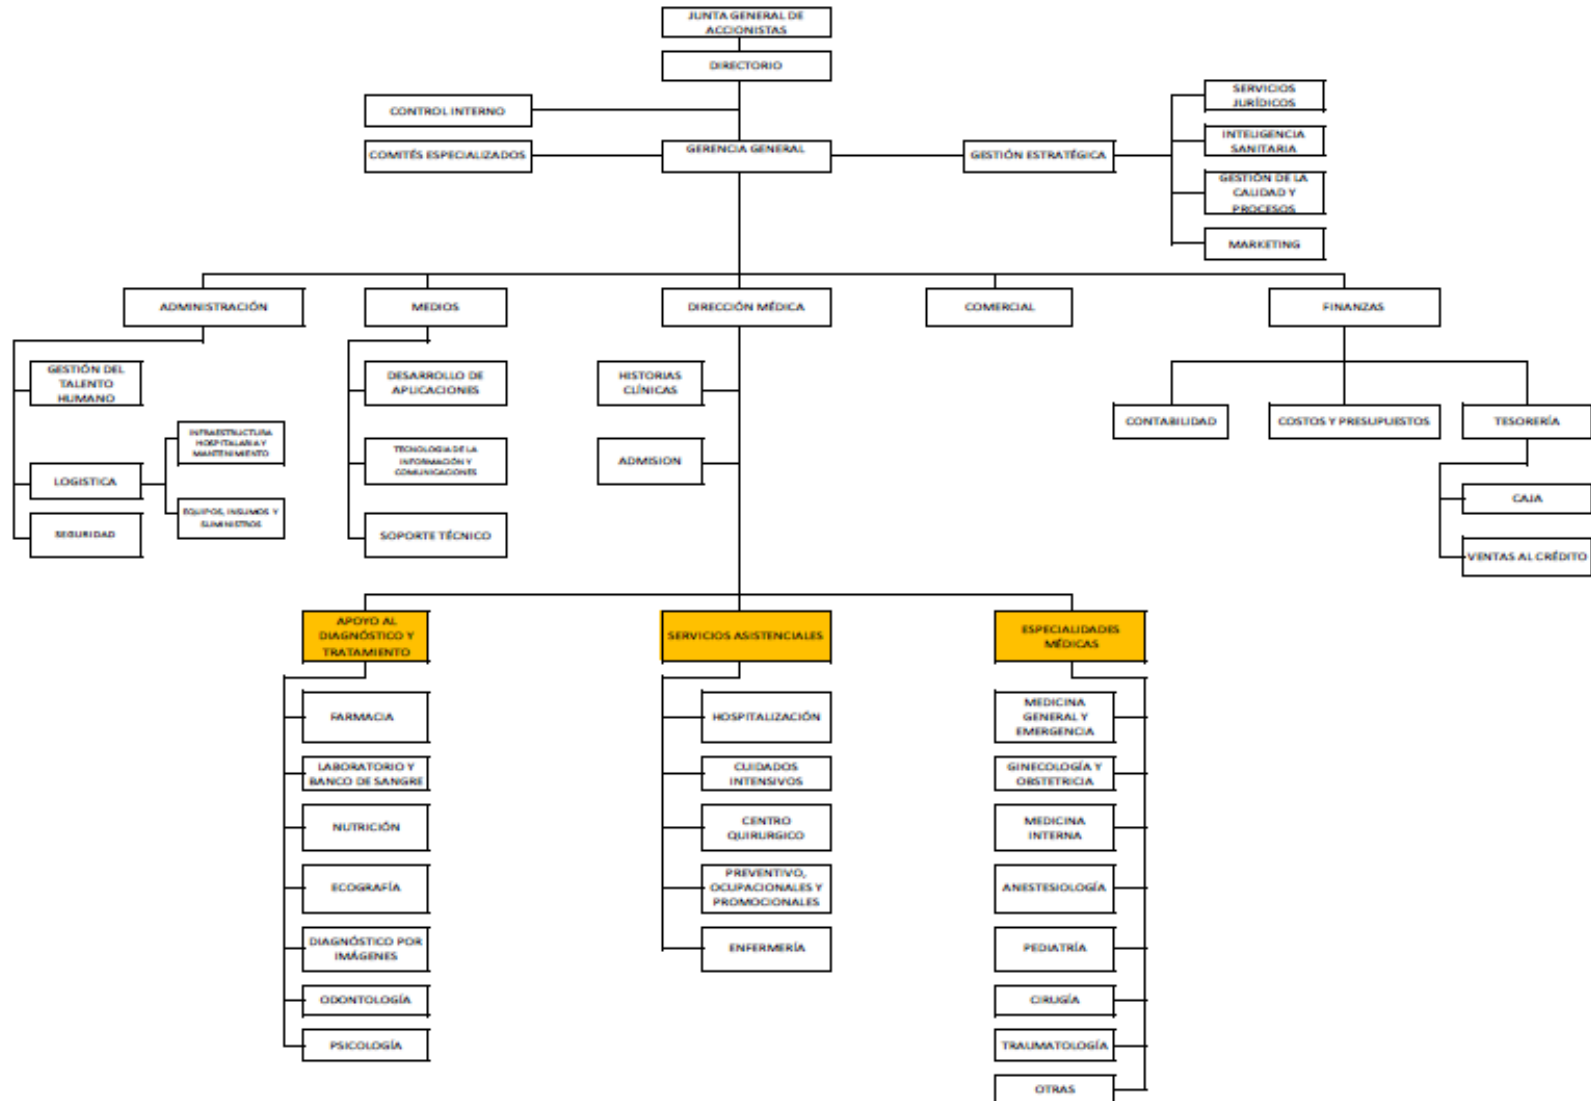 JUNTA GENERAL DE
ACCIONISTAS
DIRECTORIO
CONTROL INTERNO
SERVICIOS
JURÍDICOS
COMITÉS ESPECIALIZADOS
GERENCIA GENERAL
GESTIÓN ESTRATÉGICA
INTELIGENCIA
SANITARIA
GESTIÓN DE LA
CALIDAD Y
PROCESOS
MARKETING
ADMINISTRACIÓN
MEDIOS
DIRECCIÓN MÉDICA
COMERCIAL
FINANZAS
GESTIÓN DEL
TALENTO
HUMANO
DESARROLLO DE
APLICACIONES
HISTORIAS
CLÍNICAS
CONTABILIDAD
COSTOS Y PRESUPUESTOS
TESORERÍA
INFRAESTRUCTURA
HOSPITALARIA Y
MANTENIMIENTO
LOGISTICA
TECNOLOGIA DE LA
INFORMACIÓN Y
COMUNICACIONES
ADMISION
CAJA
EQUIPOS, INSUMOS Y
SUMINISTROS
SEGURIDAD
SOPORTE TÉCNICO
VENTAS AL CRÉDITO
APOYO AL
DIAGNÓSTICO Y
TRATAMIENTO
SERVICIOS ASISTENCIALES
ESPECIALIDADES
MÉDICAS
FARMACIA
HOSPITALIZACIÓN
MEDICINA
GENERAL Y
EMERGENCIA
LABORATORIO Y
BANCO DE SANGRE
CUIDADOS
INTENSIVOS
GINECOLOGÍA Y
OBSTETRICIA
NUTRICIÓN
CENTRO
QUIRURGICO
MEDICINA
INTERNA
ECOGRAFÍA
PREVENTIVO,
OCUPACIONALES Y
PROMOCIONALES
ANESTESIOLOGÍA
DIAGNÓSTICO POR
IMÁGENES
ENFERMERÍA
PEDIATRÍA
ODONTOLOGÍA
CIRUGÍA
PSICOLOGÍA
TRAUMATOLOGÍA
OTRAS